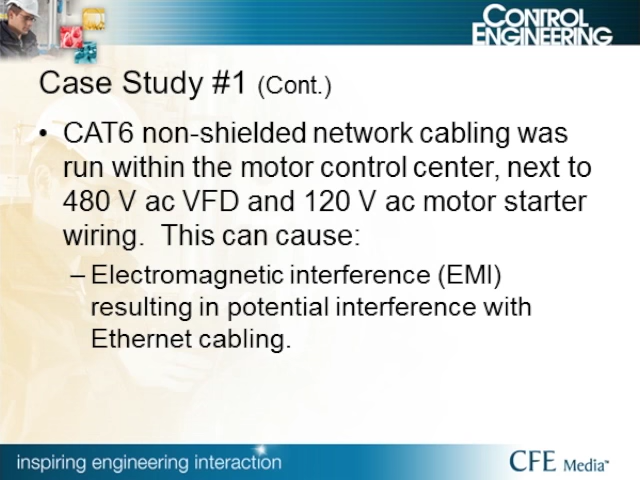 CONTROL
ENGINEERING
Case Study #1 (Cont.)
• CAT6 non-shielded network cabling was
run within the motor control center, next to
480 V ac VFD and 120 V ac motor starter
wiring.  This can cause:
– Electromagnetic interference (EMI)
resulting in potential interference with
Ethernet cabling.
inspiring engineering interaction
CFE Media™